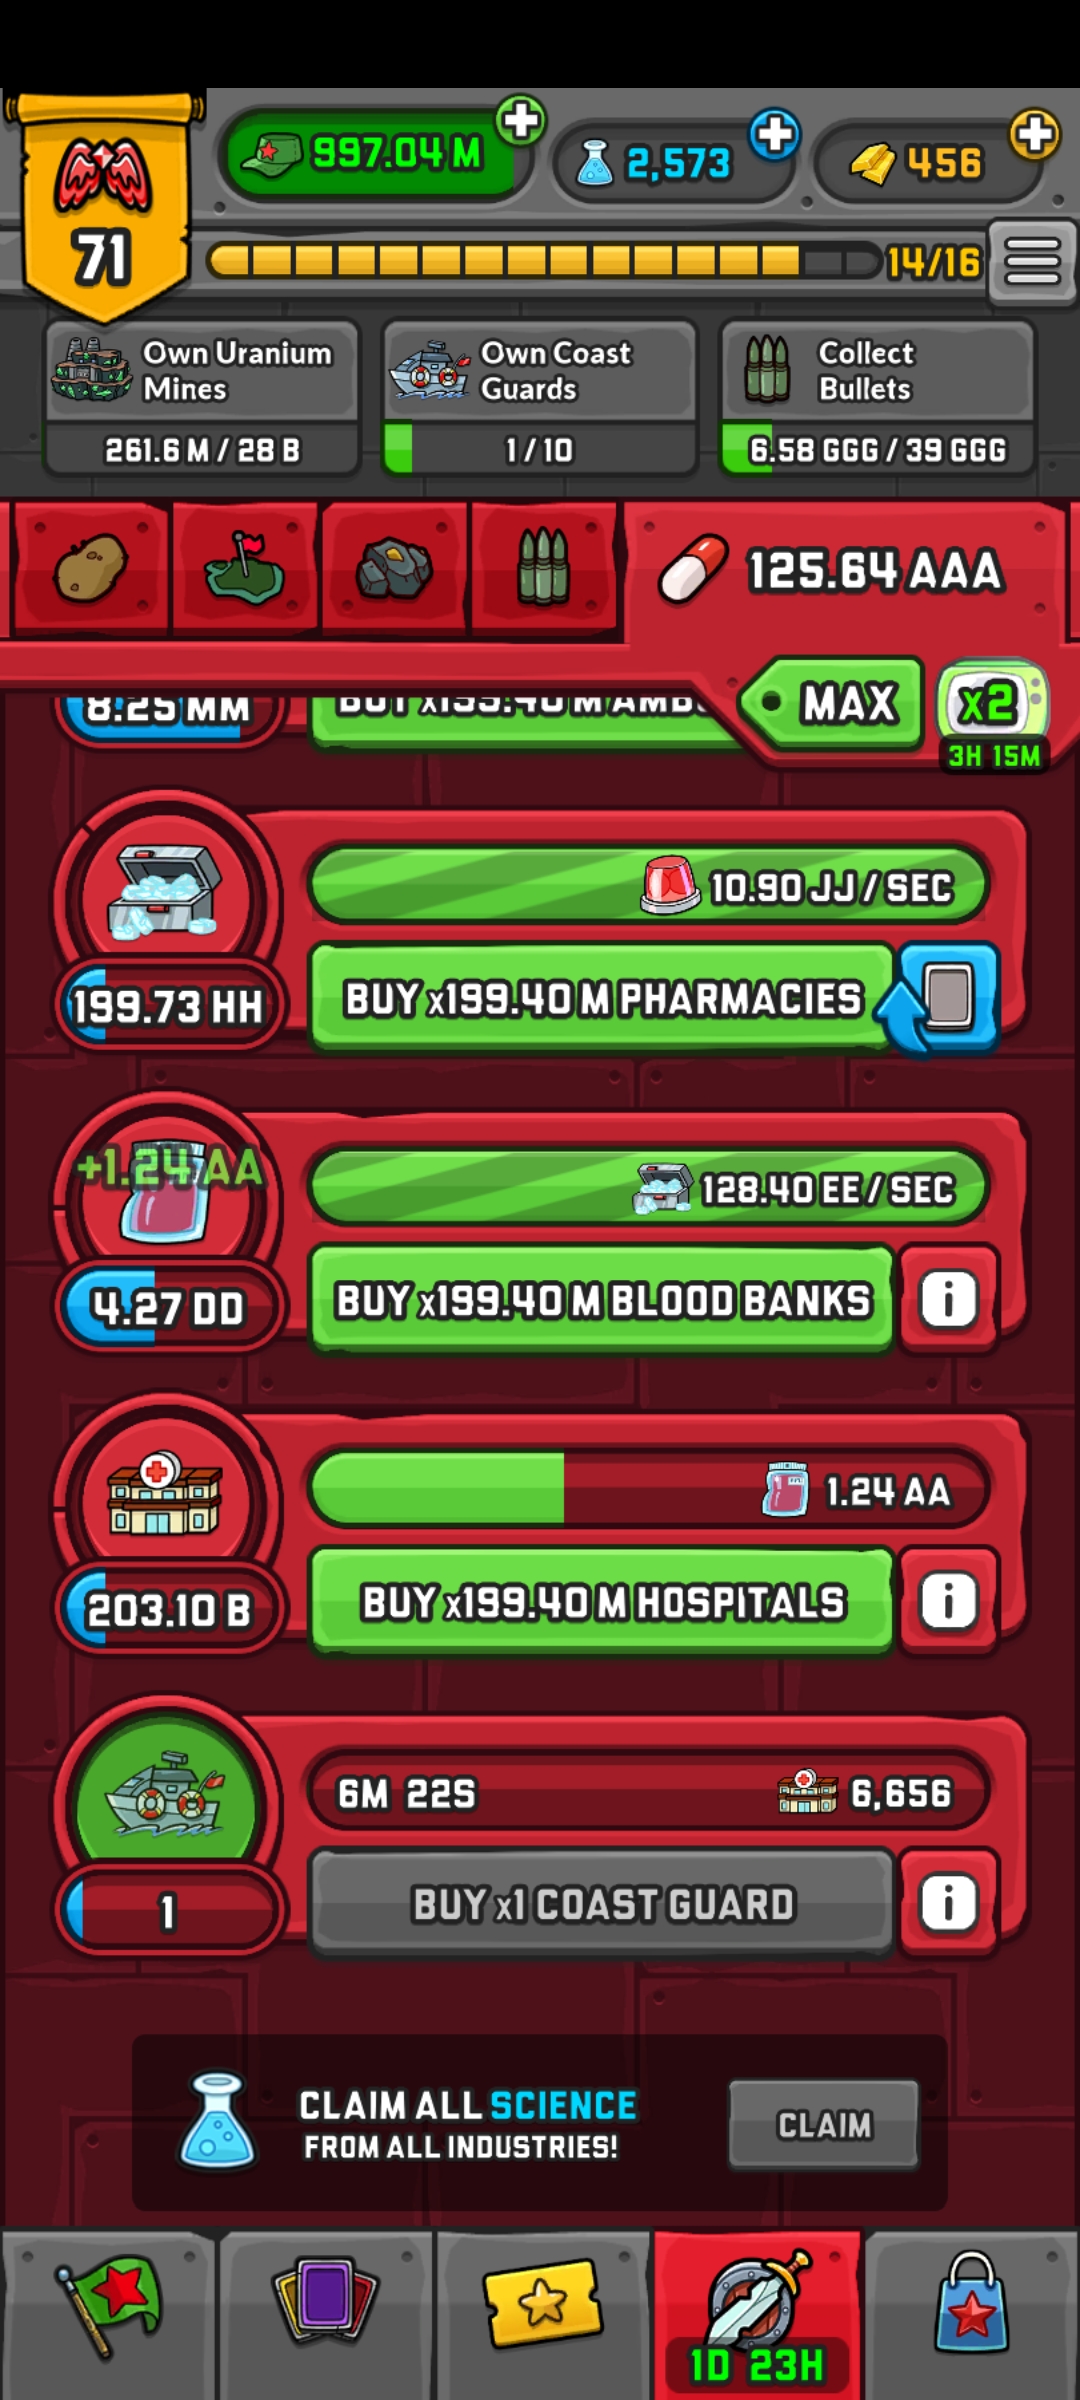 997.04 M
2,573
456
71
14/16
Own Uranium
Mines
261.6 M / 28 B
Own Coast
Guards
1 / 10
Collect
Bullets
6.58 GGG / 39 GGG
125.64 AAA
MAX
x2
3H 15M
8.25 MM
10.90 JJ / SEC
199.73 HH
BUY x199.40 M PHARMACIES
+1.24 AA
128.40 EE / SEC
4.27 DD
BUY x199.40 M BLOOD BANKS
i
1.24 AA
203.10 B
BUY x199.40 M HOSPITALS
i
6M 22S
6,656
1
BUY x1 COAST GUARD
i
CLAIM ALL SCIENCE
FROM ALL INDUSTRIES!
CLAIM
1D 23H